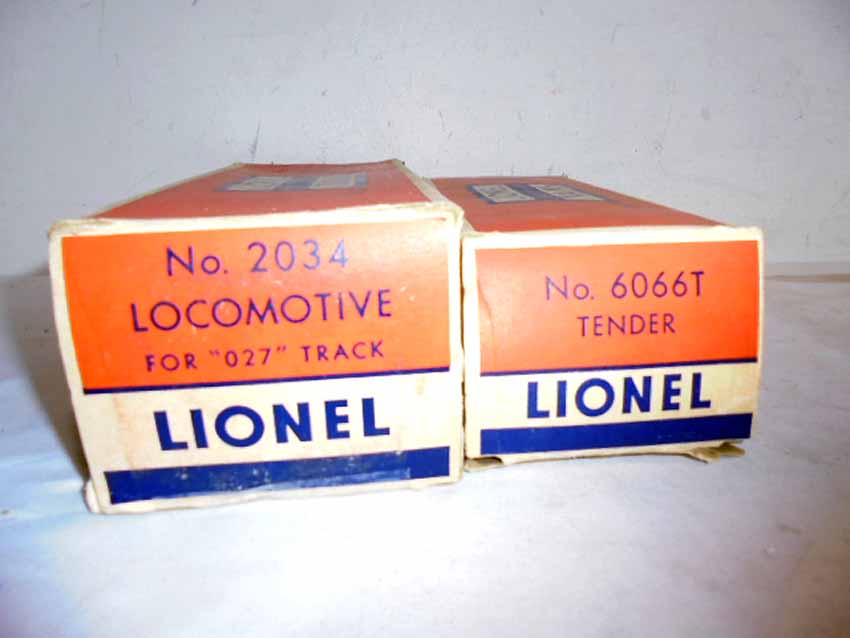 No. 2034
LOCOMOTIVE
FOR "027" TRACK
LIONEL
No. 6066T
TENDER
LIONEL